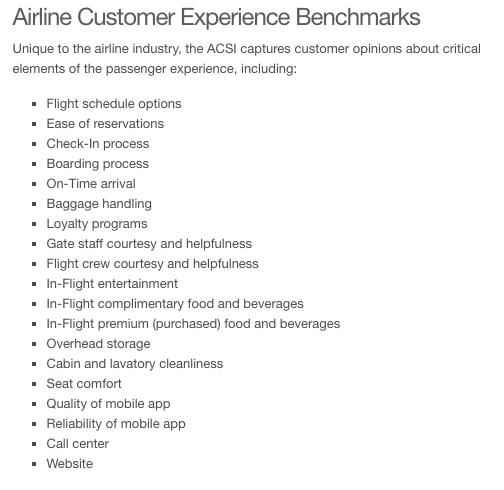 Airline Customer Experience Benchmarks
Unique to the airline industry, the ACSI captures customer opinions about critical
elements of the passenger experience, including:
▪ Flight schedule options
▪ Ease of reservations
▪ Check-In process
▪ Boarding process
▪ On-Time arrival
▪ Baggage handling
▪ Loyalty programs
▪ Gate staff courtesy and helpfulness
▪ Flight crew courtesy and helpfulness
▪ In-Flight entertainment
▪ In-Flight complimentary food and beverages
▪ In-Flight premium (purchased) food and beverages
▪ Overhead storage
▪ Cabin and lavatory cleanliness
▪ Seat comfort
▪ Quality of mobile app
▪ Reliability of mobile app
▪ Call center
▪ Website